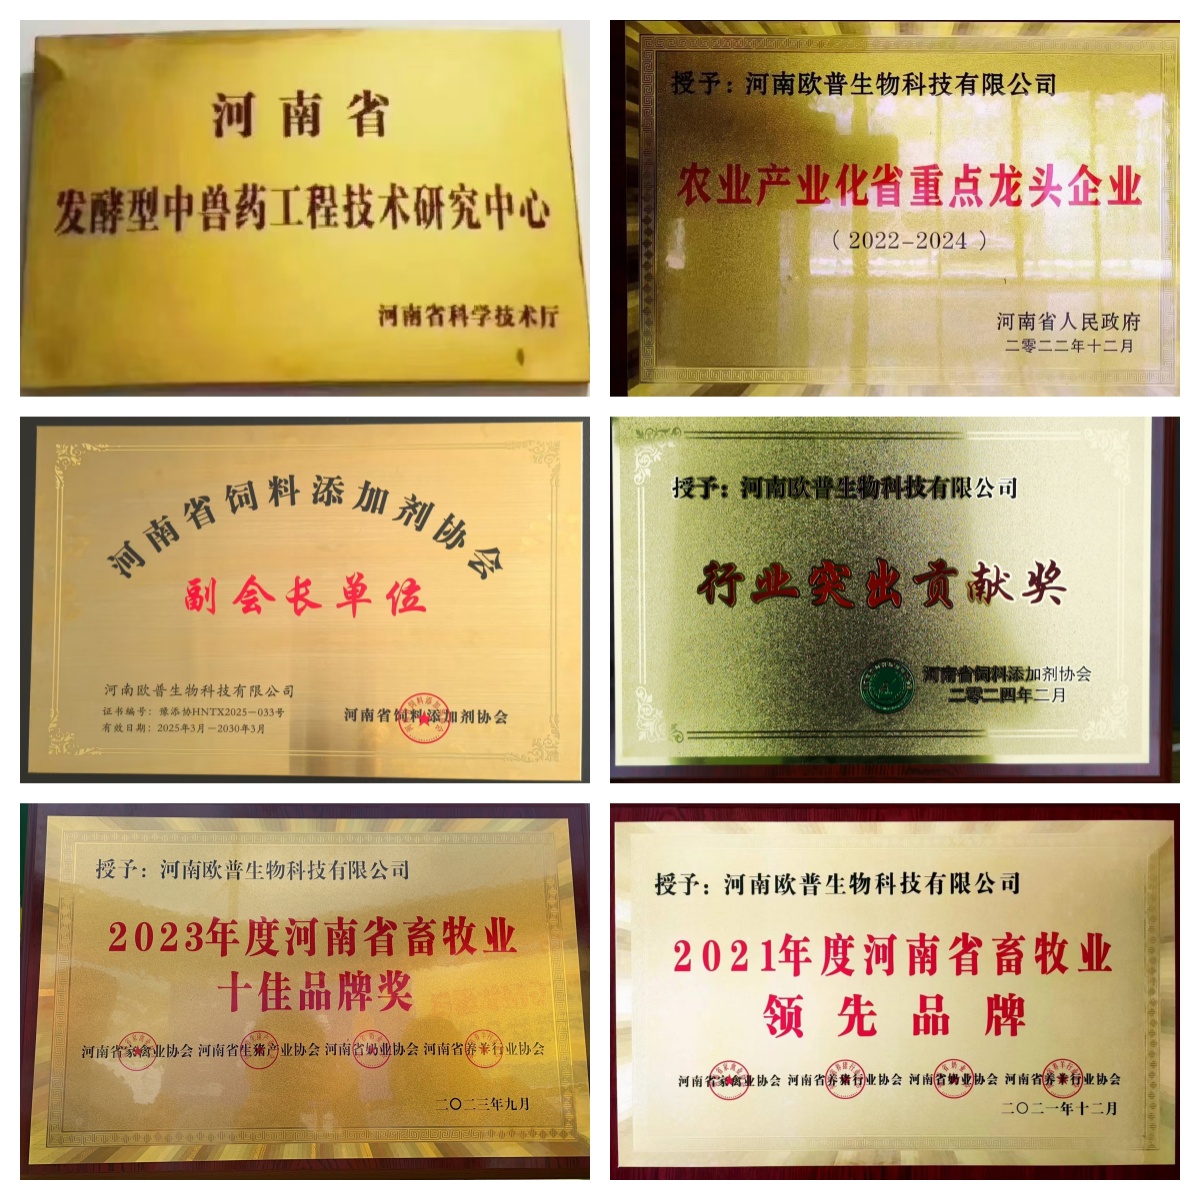 河南省
发酵型中兽药工程技术研究中心
河南省科学技术厅
授予：河南欧普生物科技有限公司
农业产业化省重点龙头企业
（2022-2024）
河南省人民政府
二零二二年十二月
河南省饲料添加剂协会
副会长单位
河南欧普生物科技有限公司
证书编号：豫添协HNTX2025-033号
有效日期：2025年3月-2030年3月
河南省饲料添加剂协会
授予：河南欧普生物科技有限公司
行业突出贡献奖
河南省饲料添加剂协会
二零二四年二月
授予：河南欧普生物科技有限公司
2023年度河南省畜牧业
十佳品牌奖
河南省家禽业协会 河南省生猪产业协会 河南省奶业协会 河南省养羊行业协会
二〇二三年九月
授予：河南欧普生物科技有限公司
2021年度河南省畜牧业
领先品牌
河南省家禽业协会 河南省养猪行业协会 河南省奶业协会 河南省养羊行业协会
二〇二一年十二月